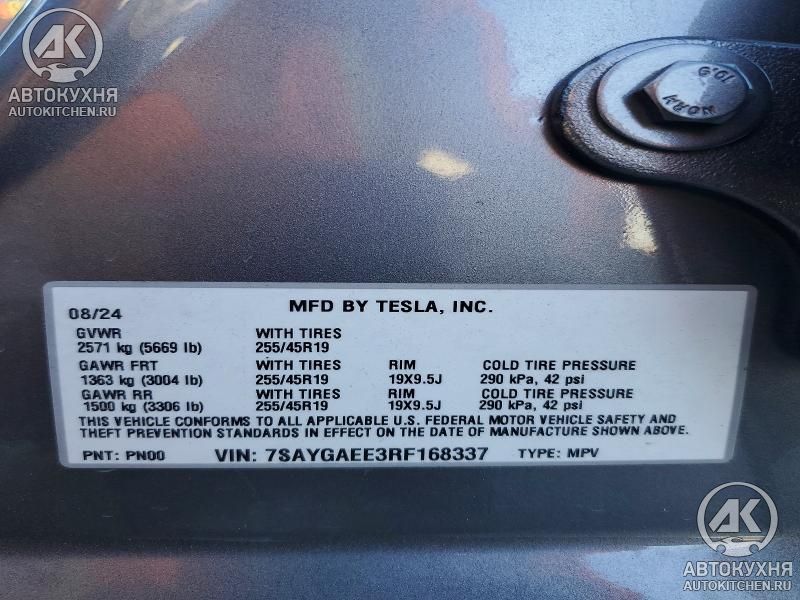 АК
АВТОКУХНЯ
AUTOKITCHEN.RU
10.9
08/24 MFD BY TESLA, INC.
GVWR WITH TIRES
2571 kg (5669 lb) 255/45R19
GAWR FRT WITH TIRES RIM COLD TIRE PRESSURE
1363 kg (3004 lb) 255/45R19 19X9.5J 290 kPa, 42 psi
GAWR RR WITH TIRES RIM COLD TIRE PRESSURE
1500 kg (3306 lb) 255/45R19 19X9.5J 290 kPa, 42 psi
THIS VEHICLE CONFORMS TO ALL APPLICABLE U.S. FEDERAL MOTOR VEHICLE SAFETY AND
THEFT PREVENTION STANDARDS IN EFFECT ON THE DATE OF MANUFACTURE SHOWN ABOVE.
PNT: PN00 VIN: 7SAYGAEE3RF168337 TYPE: MPV
АК
АВТОКУХНЯ
AUTOKITCHEN.RU